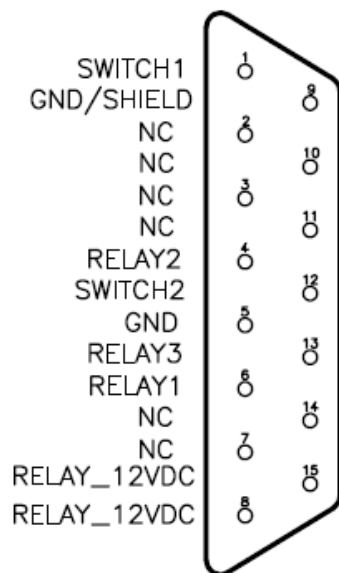 SWITCH1 1
GND/SHIELD 9
NC 2
NC 10
NC 3
NC 11
RELAY2 4
SWITCH2 12
GND 5
RELAY3 13
RELAY1 6
NC 14
NC 7
RELAY_12VDC 15
RELAY_12VDC 8